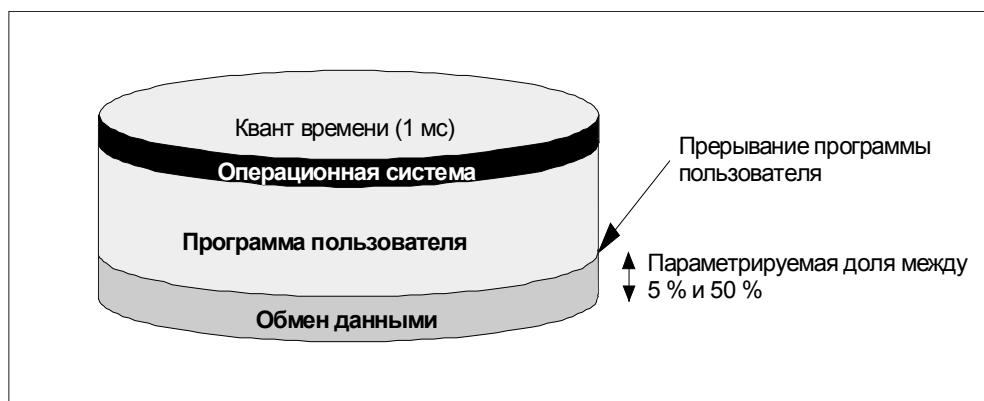 Квант времени (1 мс)
Операционная система
Прерывание программы
пользователя
Программа пользователя
Параметрируемая доля между
5 % и 50 %
Обмен данными